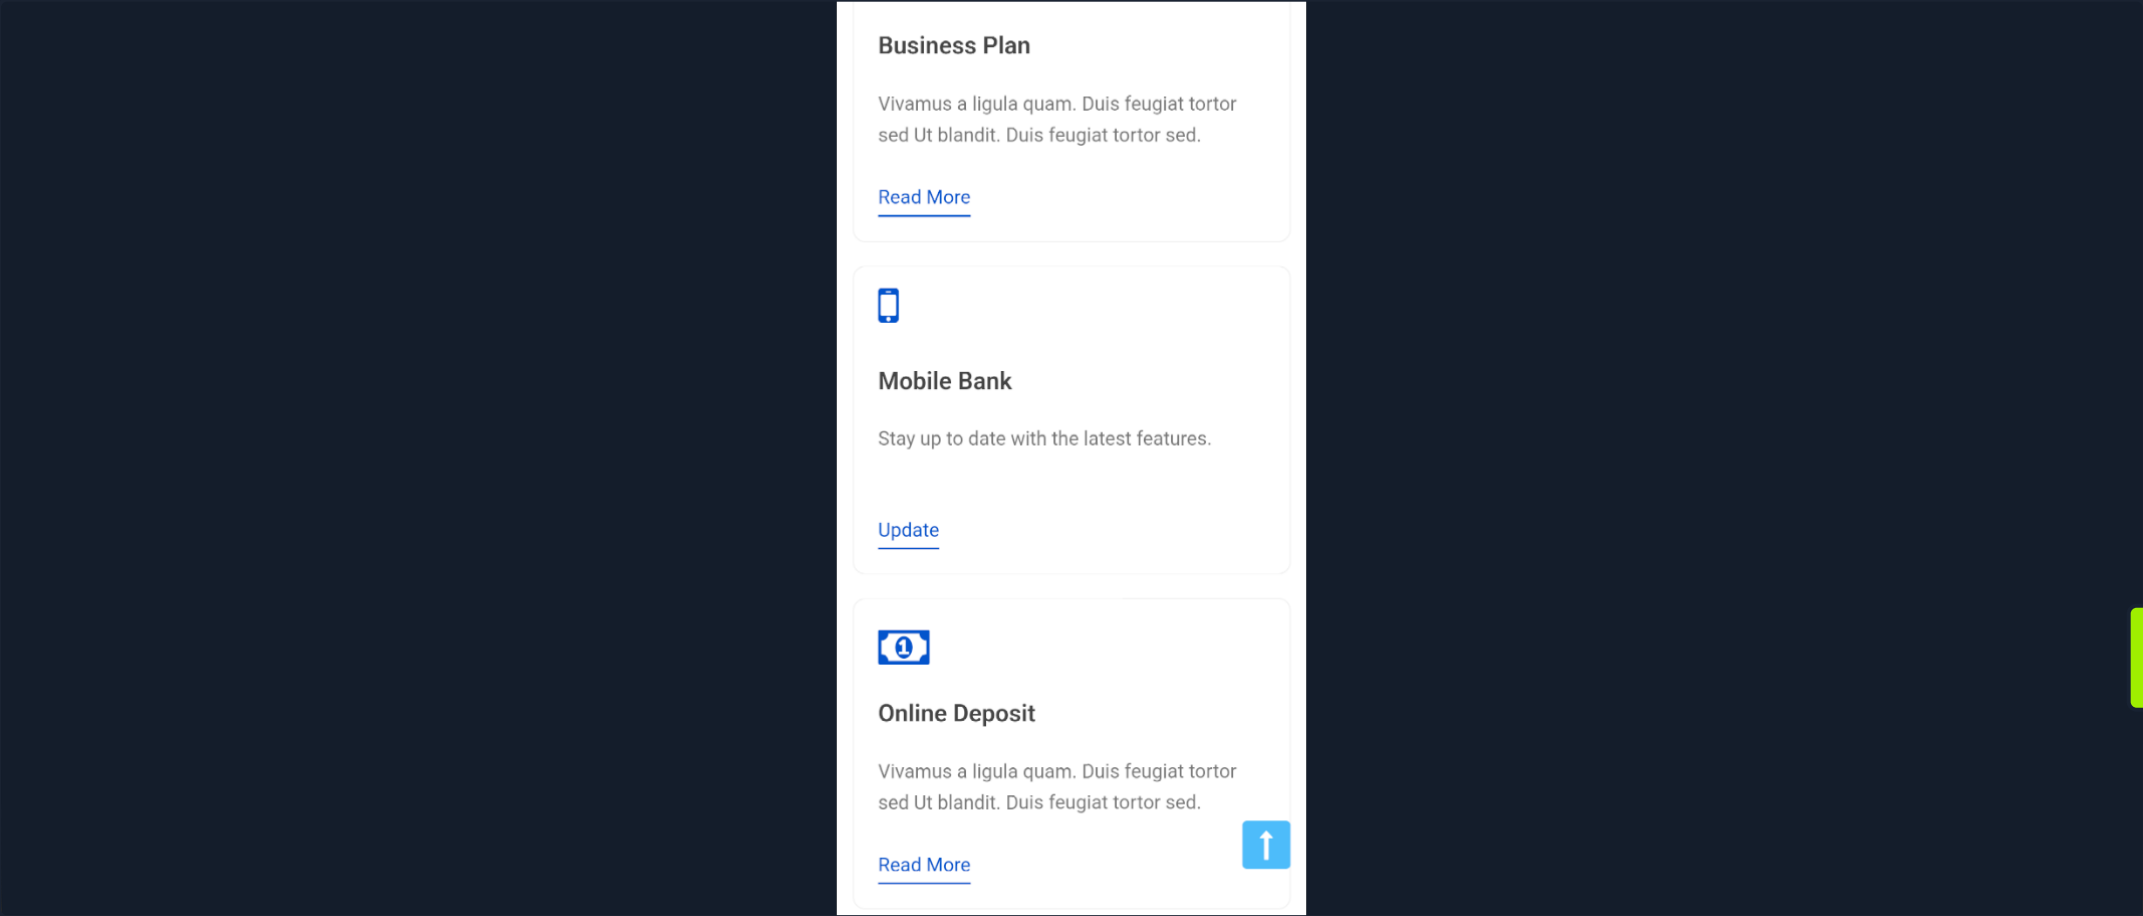 Business Plan
Vivamus a ligula quam. Duis feugiat tortor
sed Ut blandit. Duis feugiat tortor sed.
Read More
Mobile Bank
Stay up to date with the latest features.
Update
1
Online Deposit
Vivamus a ligula quam. Duis feugiat tortor
sed Ut blandit. Duis feugiat tortor sed.
Read More